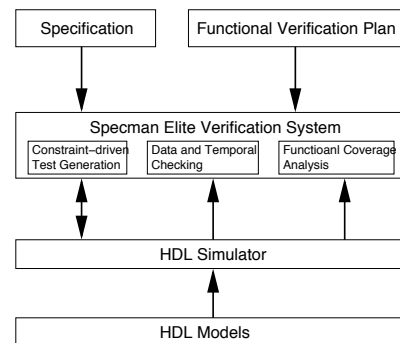 Specification
Functional Verification Plan
Specman Elite Verification System
Constraint−driven
Test Generation
Data and Temporal
Checking
Functioanl Coverage
Analysis
HDL Simulator
HDL Models